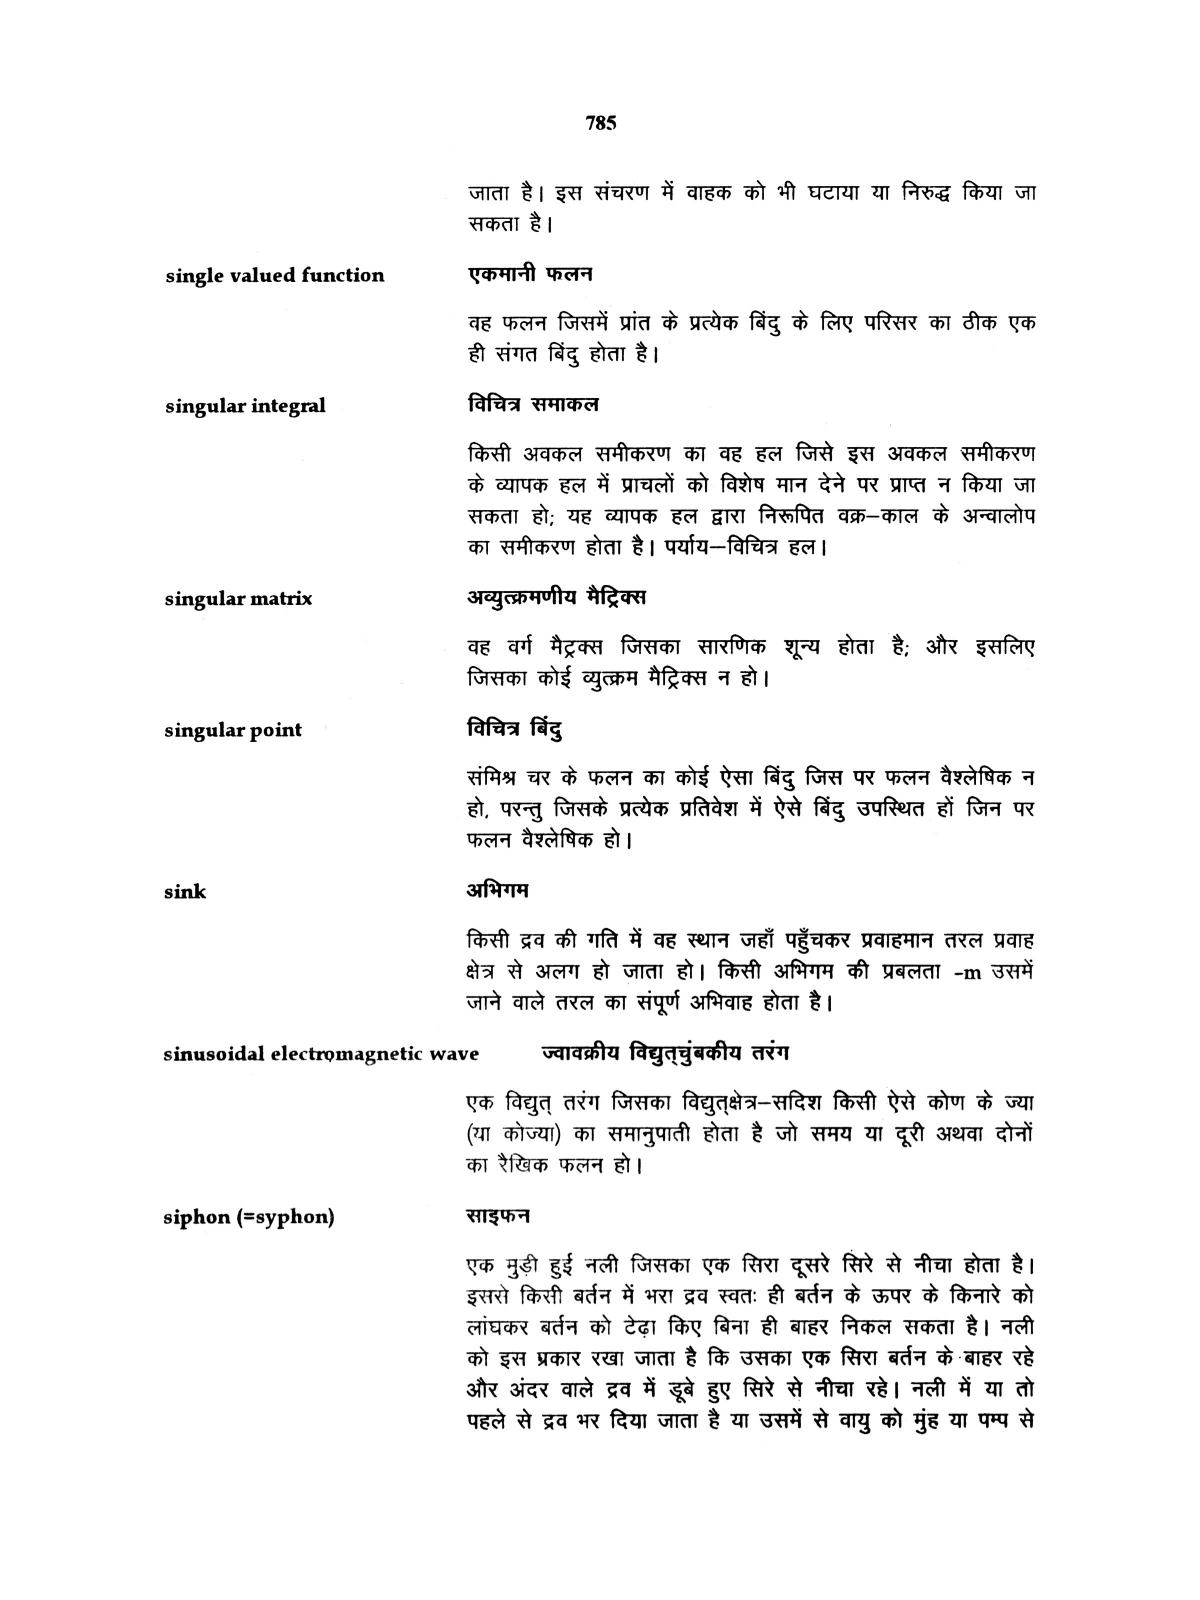 785
जाता है। इस संचरण में वाहक को भी घटाया या निरुद्ध किया जा
सकता है।
single valued function एकमानी फलन
वह फलन जिसमें प्रांत के प्रत्येक बिंदु के लिए परिसर का ठीक एक
ही संगत बिंदु होता है।
singular integral विचित्र समाकल
किसी अवकल समीकरण का वह हल जिसे इस अवकल समीकरण
के व्यापक हल में प्राचलों को विशेष मान देने पर प्राप्त न किया जा
सकता हो; यह व्यापक हल द्वारा निरूपित वक्र–काल के अन्वालोप
का समीकरण होता है। पर्याय–विचित्र हल।
singular matrix अव्युत्क्रमणीय मैट्रिक्स
वह वर्ग मैट्रक्स जिसका सारणिक शून्य होता है; और इसलिए
जिसका कोई व्युत्क्रम मैट्रिक्स न हो।
singular point विचित्र बिंदु
संमिश्र चर के फलन का कोई ऐसा बिंदु जिस पर फलन वैश्लेषिक न
हो, परन्तु जिसके प्रत्येक प्रतिवेश में ऐसे बिंदु उपस्थित हों जिन पर
फलन वैश्लेषिक हो।
sink अभिगम
किसी द्रव की गति में वह स्थान जहाँ पहुँचकर प्रवाहमान तरल प्रवाह
क्षेत्र से अलग हो जाता हो। किसी अभिगम की प्रबलता -m उसमें
जाने वाले तरल का संपूर्ण अभिवाह होता है।
sinusoidal electromagnetic wave ज्वावक्रीय विद्युत्चुंबकीय तरंग
एक विद्युत् तरंग जिसका विद्युत्क्षेत्र–सदिश किसी ऐसे कोण के ज्या
(या कोज्या) का समानुपाती होता है जो समय या दूरी अथवा दोनों
का रैखिक फलन हो।
siphon (=syphon) साइफन
एक मुड़ी हुई नली जिसका एक सिरा दूसरे सिरे से नीचा होता है।
इससे किसी बर्तन में भरा द्रव स्वतः ही बर्तन के ऊपर के किनारे को
लांघकर बर्तन को टेढ़ा किए बिना ही बाहर निकल सकता है। नली
को इस प्रकार रखा जाता है कि उसका एक सिरा बर्तन के बाहर रहे
और अंदर वाले द्रव में डूबे हुए सिरे से नीचा रहे। नली में या तो
पहले से द्रव भर दिया जाता है या उसमें से वायु को मुंह या पम्प से